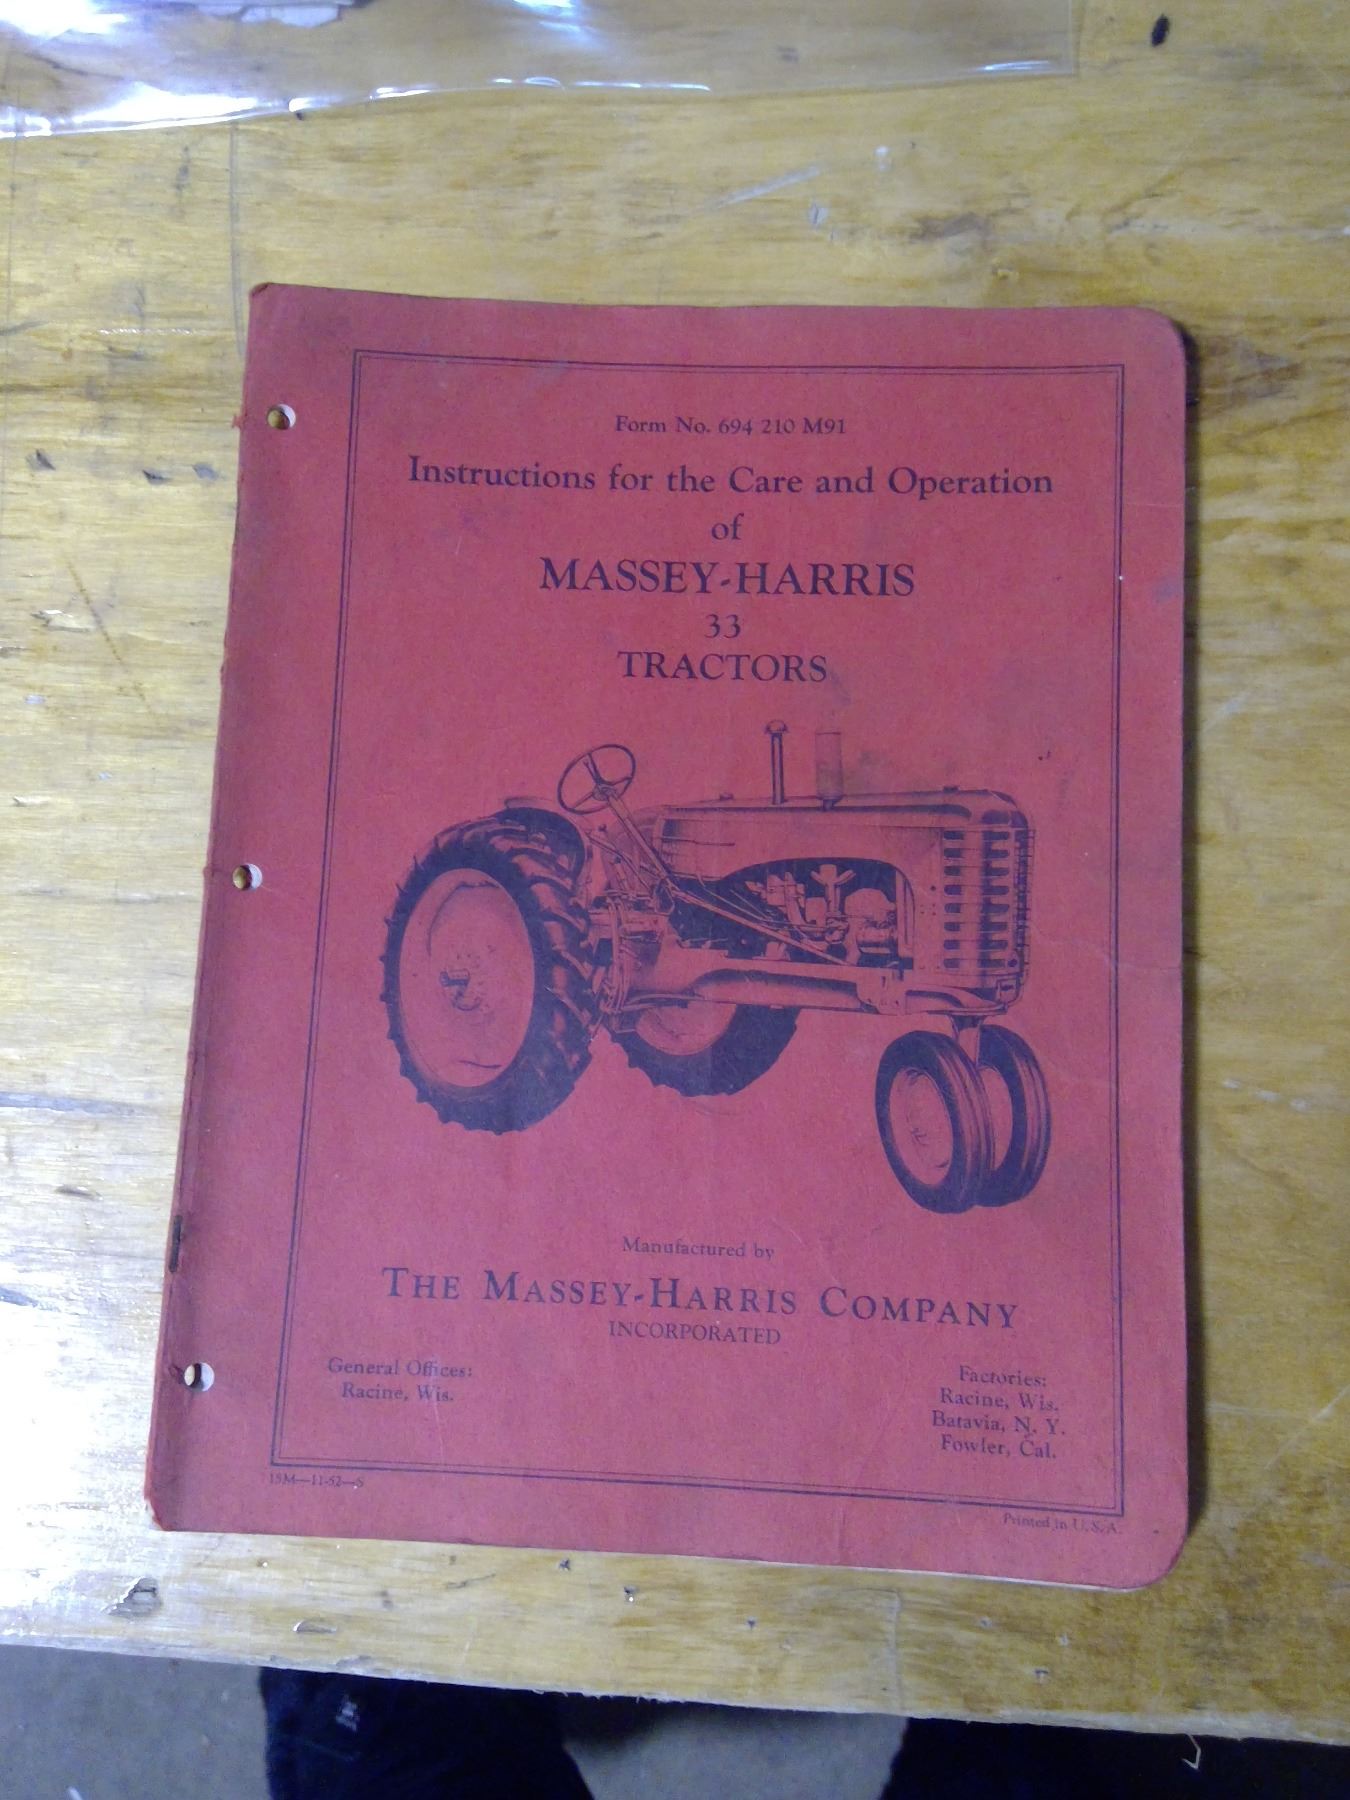 Form No. 694 210 M91
Instructions for the Care and Operation
of
MASSEY-HARRIS
33
TRACTORS
Manufactured by
THE MASSEY-HARRIS COMPANY
INCORPORATED
General Offices:
Racine, Wis.
Factories:
Racine, Wis.
Batavia, N. Y.
Fowler, Cal.
15M—11-52—S
Printed in U. S. A.